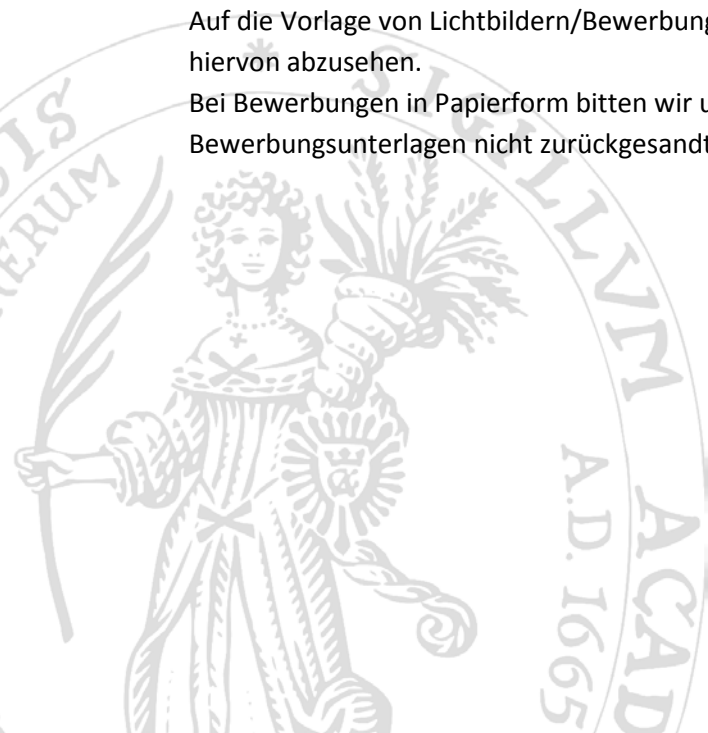 Auf die Vorlage von Lichtbildern/Bewerbung
hiervon abzusehen.
Bei Bewerbungen in Papierform bitten wir u
Bewerbungsunterlagen nicht zurückgesandt
* SIGILLVM ACAD
A.D. 1665